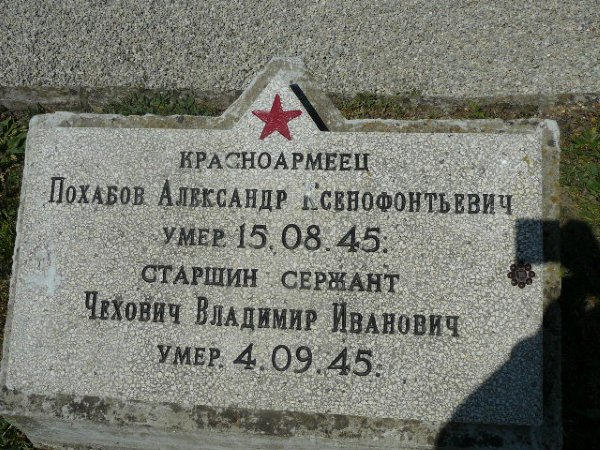 КРАСНОАРМЕЕЦ
ПОХАБОВ АЛЕКСАНДР КСЕНОФОНТЬЕВИЧ
УМЕР. 15.08.45.
СТАРШИН СЕРЖАНТ
ЧЕХОВИЧ ВЛАДИМИР ИВАНОВИЧ
УМЕР. 4.09.45.